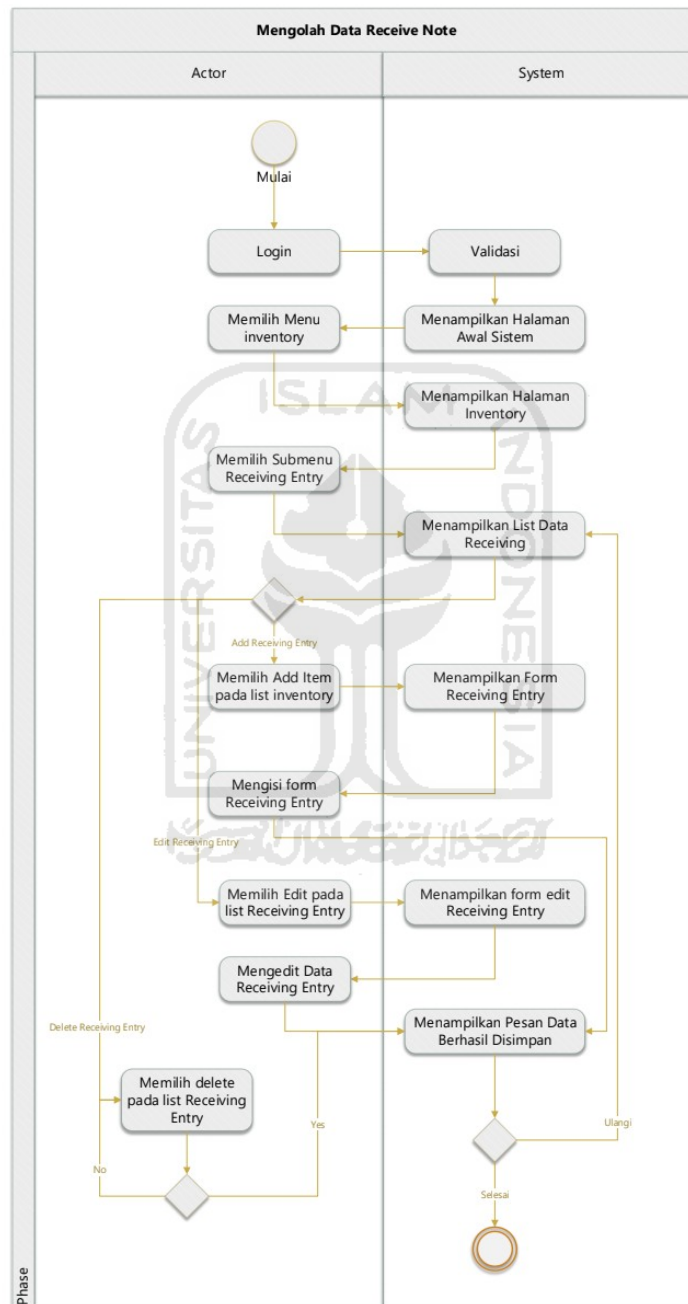 Mengolah Data Receive Note
Actor
System
Mulai
Login
Validasi
Memilih Menu
inventory
Menampilkan Halaman
Awal Sistem
Menampilkan Halaman
Inventory
Memilih Submenu
Receiving Entry
Menampilkan List Data
Receiving
Add Receiving Entry
Memilih Add Item
pada list inventory
Menampilkan Form
Receiving Entry
Mengisi form
Receiving Entry
Edit Receiving Entry
Memilih Edit pada
list Receiving Entry
Menampilkan form edit
Receiving Entry
Mengedit Data
Receiving Entry
Delete Receiving Entry
Menampilkan Pesan Data
Berhasil Disimpan
Memilih delete
pada list Receiving
Entry
Yes
Ulangi
No
Selesai
Phase
UNIVERSITAS
ISLAM
INDONESIA